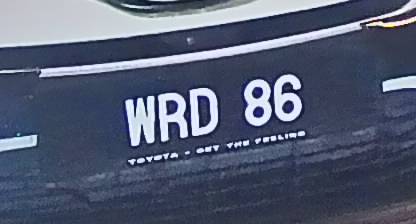 WRD 86
TOYOTA - GET THE FEELING